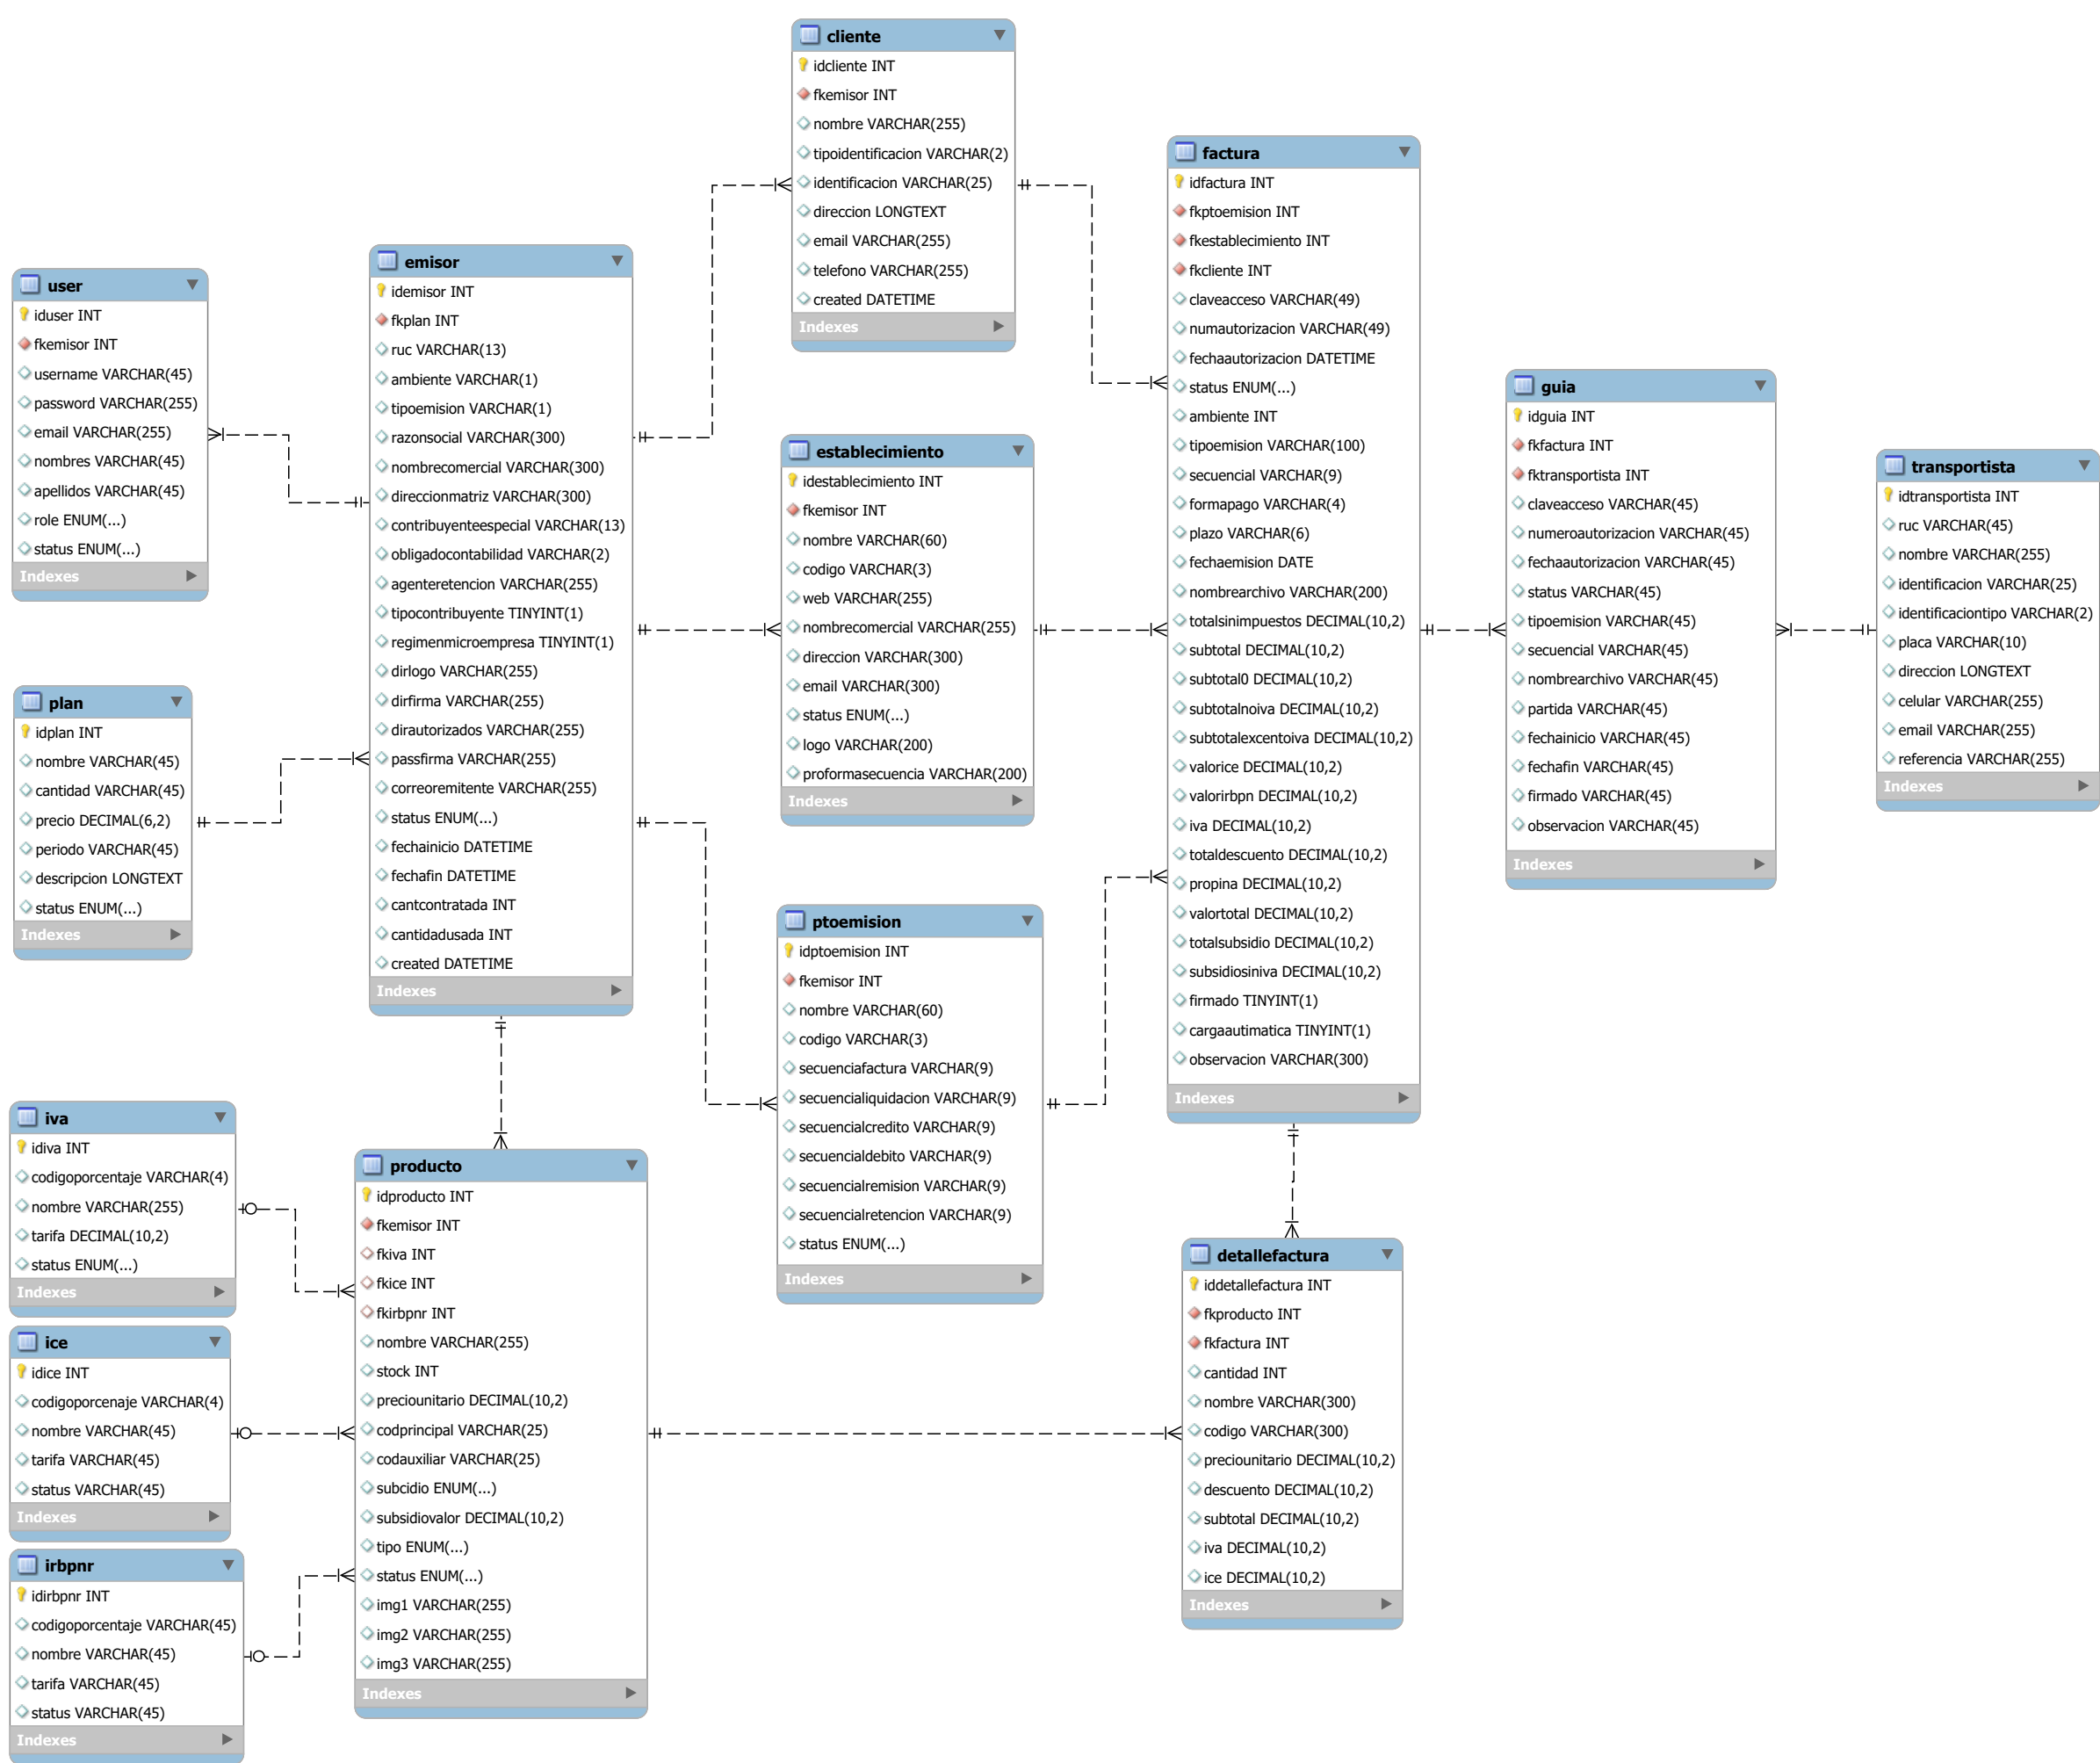 cliente
idcliente INT
fkemisor INT
nombre VARCHAR(255)
tipoidentificacion VARCHAR(2)
identificacion VARCHAR(25)
direccion LONGTEXT
email VARCHAR(255)
telefono VARCHAR(255)
created DATETIME
Indexes
user
iduser INT
fkemisor INT
username VARCHAR(45)
password VARCHAR(255)
email VARCHAR(255)
nombres VARCHAR(45)
apellidos VARCHAR(45)
role ENUM(...)
status ENUM(...)
Indexes
emisor
idemisor INT
fkplan INT
ruc VARCHAR(13)
ambiente VARCHAR(1)
tipoemision VARCHAR(1)
razonsocial VARCHAR(300)
nombrecomercial VARCHAR(300)
direccionmatriz VARCHAR(300)
contribuyenteespecial VARCHAR(13)
obligadocontabilidad VARCHAR(2)
agenteretencion VARCHAR(255)
tipocontribuyente TINYINT(1)
regimenmicroempresa TINYINT(1)
dirlogo VARCHAR(255)
dirfirma VARCHAR(255)
dirautorizados VARCHAR(255)
passfirma VARCHAR(255)
correoremitente VARCHAR(255)
status ENUM(...)
fechainicio DATETIME
fechafin DATETIME
cantcontratada INT
cantidadusada INT
created DATETIME
Indexes
establecimiento
idestablecimiento INT
fkemisor INT
nombre VARCHAR(60)
codigo VARCHAR(3)
web VARCHAR(255)
nombrecomercial VARCHAR(255)
direccion VARCHAR(300)
email VARCHAR(300)
status ENUM(...)
logo VARCHAR(200)
proformasecuencia VARCHAR(200)
Indexes
factura
idfactura INT
fkptoemision INT
fkestablecimiento INT
fkcliente INT
claveacceso VARCHAR(49)
numautorizacion VARCHAR(49)
fechaautorizacion DATETIME
status ENUM(...)
ambiente INT
tipoemision VARCHAR(100)
secuencial VARCHAR(9)
formapago VARCHAR(4)
plazo VARCHAR(6)
fechaemision DATE
nombrearchivo VARCHAR(200)
totalsinimpuestos DECIMAL(10,2)
subtotal DECIMAL(10,2)
subtotal0 DECIMAL(10,2)
subtotalnoiva DECIMAL(10,2)
subtotalexcentoiva DECIMAL(10,2)
valorice DECIMAL(10,2)
valorirbpn DECIMAL(10,2)
iva DECIMAL(10,2)
totaldescuento DECIMAL(10,2)
propina DECIMAL(10,2)
valortotal DECIMAL(10,2)
totalsubsidio DECIMAL(10,2)
subsidiosiniva DECIMAL(10,2)
firmado TINYINT(1)
cargaautimatica TINYINT(1)
observacion VARCHAR(300)
Indexes
guia
idguia INT
fkfactura INT
fktransportista INT
claveacceso VARCHAR(45)
numeroautorizacion VARCHAR(45)
fechaautorizacion VARCHAR(45)
status VARCHAR(45)
tipoemision VARCHAR(45)
secuencial VARCHAR(45)
nombrearchivo VARCHAR(45)
partida VARCHAR(45)
fechainicio VARCHAR(45)
fechafin VARCHAR(45)
firmado VARCHAR(45)
observacion VARCHAR(45)
Indexes
transportista
idtransportista INT
ruc VARCHAR(45)
nombre VARCHAR(255)
identificacion VARCHAR(25)
identificaciontipo VARCHAR(2)
placa VARCHAR(10)
direccion LONGTEXT
celular VARCHAR(255)
email VARCHAR(255)
referencia VARCHAR(255)
Indexes
plan
idplan INT
nombre VARCHAR(45)
cantidad VARCHAR(45)
precio DECIMAL(6,2)
periodo VARCHAR(45)
descripcion LONGTEXT
status ENUM(...)
Indexes
ptoemision
idptoemision INT
fkemisor INT
nombre VARCHAR(60)
codigo VARCHAR(3)
secuenciafactura VARCHAR(9)
secuencialiquidacion VARCHAR(9)
secuencialcredito VARCHAR(9)
secuencialdebito VARCHAR(9)
secuencialremision VARCHAR(9)
secuencialretencion VARCHAR(9)
status ENUM(...)
Indexes
iva
idiva INT
codigoporcentaje VARCHAR(4)
nombre VARCHAR(255)
tarifa DECIMAL(10,2)
status ENUM(...)
Indexes
ice
idice INT
codigoporcenaje VARCHAR(4)
nombre VARCHAR(45)
tarifa VARCHAR(45)
status VARCHAR(45)
Indexes
irbpnr
idirbpnr INT
codigoporcentaje VARCHAR(45)
nombre VARCHAR(45)
tarifa VARCHAR(45)
status VARCHAR(45)
Indexes
producto
idproducto INT
fkemisor INT
fkiva INT
fkice INT
fkirbpnr INT
nombre VARCHAR(255)
stock INT
preciounitario DECIMAL(10,2)
codprincipal VARCHAR(25)
codauxiliar VARCHAR(25)
subcidio ENUM(...)
subsidiovalor DECIMAL(10,2)
tipo ENUM(...)
status ENUM(...)
img1 VARCHAR(255)
img2 VARCHAR(255)
img3 VARCHAR(255)
Indexes
detallefactura
iddetallefactura INT
fkproducto INT
fkfactura INT
cantidad INT
nombre VARCHAR(300)
codigo VARCHAR(300)
preciounitario DECIMAL(10,2)
descuento DECIMAL(10,2)
subtotal DECIMAL(10,2)
iva DECIMAL(10,2)
ice DECIMAL(10,2)
Indexes